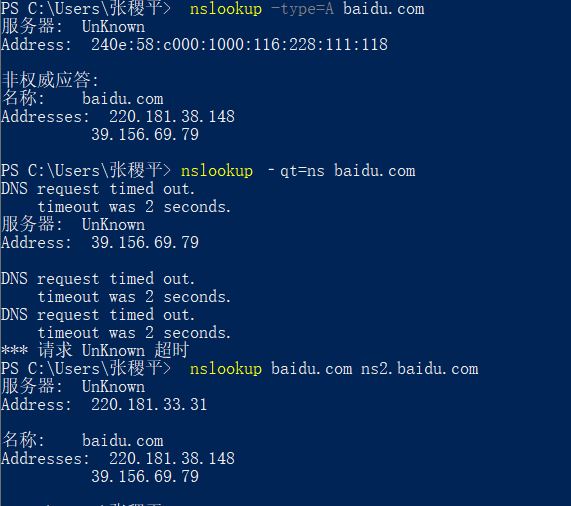 PS C:\Users\张稷平>  nslookup -type=A baidu.com
服务器:  UnKnown
Address:  240e:58:c000:1000:116:228:111:118
非权威应答:
名称:    baidu.com
Addresses:  220.181.38.148
          39.156.69.79
PS C:\Users\张稷平> nslookup ‐qt=ns baidu.com
DNS request timed out.
    timeout was 2 seconds.
服务器:  UnKnown
Address:  39.156.69.79
DNS request timed out.
    timeout was 2 seconds.
DNS request timed out.
    timeout was 2 seconds.
*** 请求 UnKnown 超时
PS C:\Users\张稷平>  nslookup baidu.com ns2.baidu.com
服务器:  UnKnown
Address:  220.181.33.31
名称:    baidu.com
Addresses:  220.181.38.148
          39.156.69.79